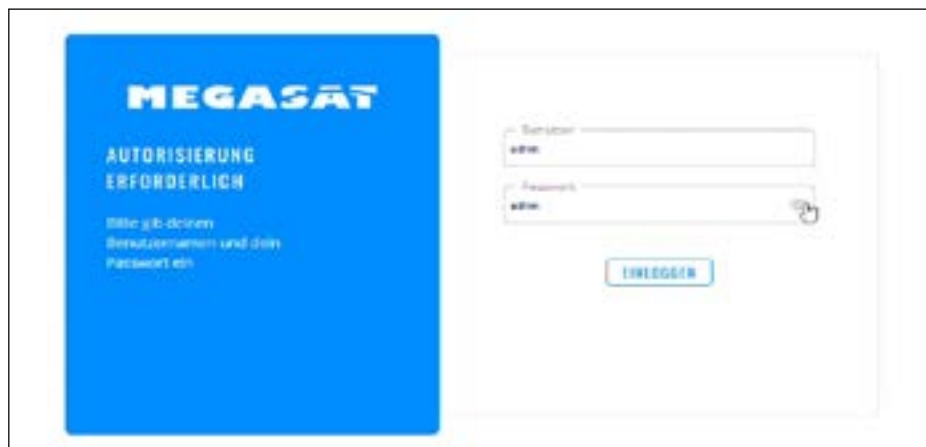 MEGASAT
AUTORISIERUNG
ERFORDERLICH
Bitte gib deinen
Benutzernamen und dein
Passwort ein
Benutzer
admin
Passwort
admin
EINLOGGEN